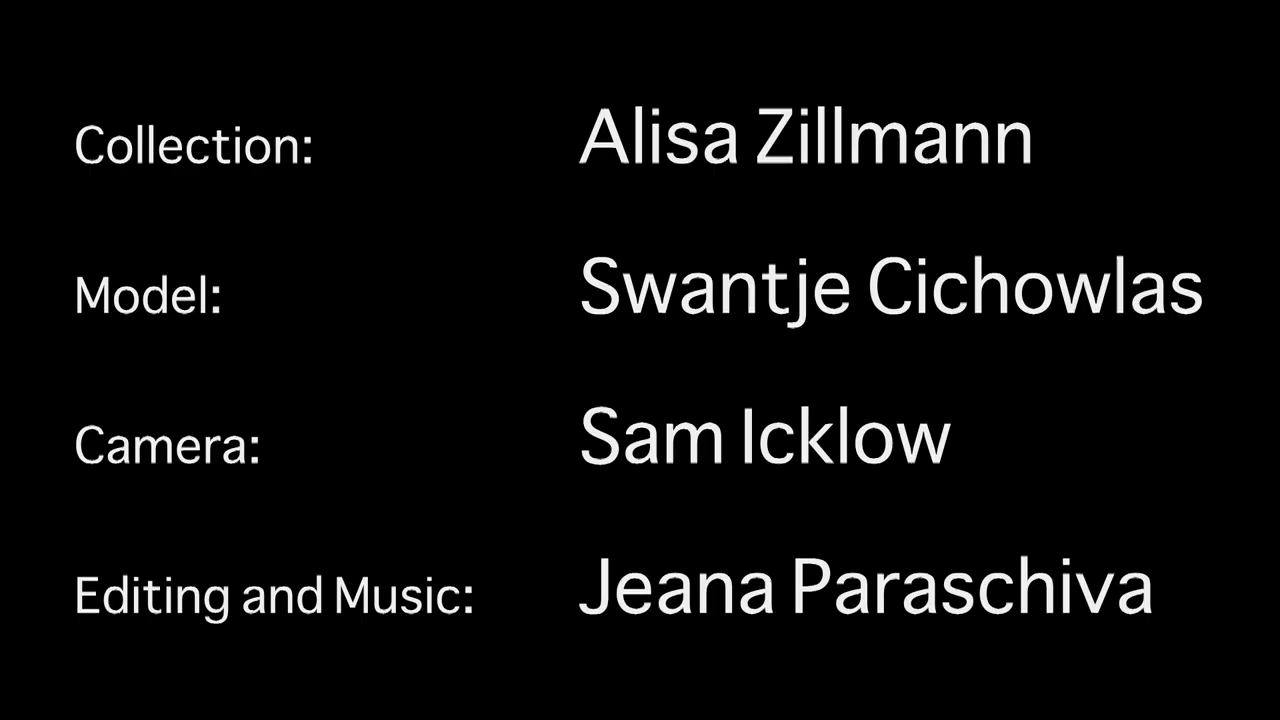 Collection: Alisa Zillmann
Model: Swantje Cichowlas
Camera: Sam Icklow
Editing and Music: Jeana Paraschiva